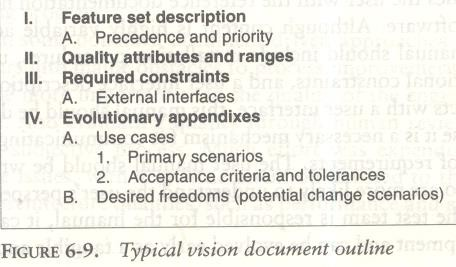 I. Feature set description
A. Precedence and priority
II. Quality attributes and ranges
III. Required constraints
A. External interfaces
IV. Evolutionary appendixes
A. Use cases
1. Primary scenarios
2. Acceptance criteria and tolerances
B. Desired freedoms (potential change scenarios)
FIGURE 6-9. Typical vision document outline